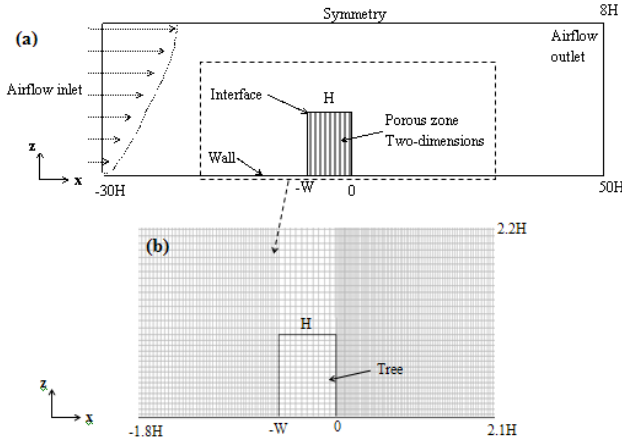 Symmetry
8H
(a)
Airflow
outlet
Airflow inlet
Interface
H
Porous zone
Two-dimensions
z
Wall
x
-30H
-W
0
50H
(b)
2.2H
H
Tree
z
x
-1.8H
-W
0
2.1H